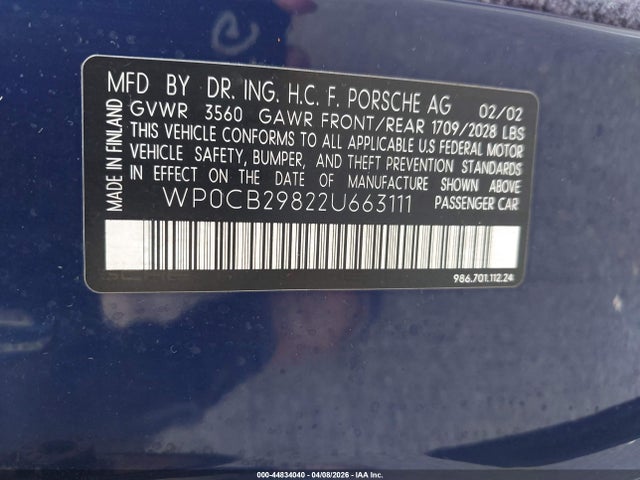 MFD BY DR. ING. H.C. F. PORSCHE AG 02/02
GVWR 3560 GAWR FRONT/REAR 1709/2028 LBS
THIS VEHICLE CONFORMS TO ALL APPLICABLE U.S FEDERAL MOTOR
VEHICLE SAFETY, BUMPER, AND THEFT PREVENTION STANDARDS
IN EFFECT ON THE DATE OF MANUFACTURE SHOWN ABOVE
WP0CB29822U663111 PASSENGER CAR
MADE IN FINLAND
986.701.112.24
000-44834040 - 04/08/2026 - IAA Inc.